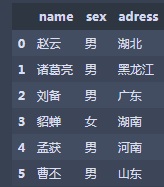 name sex adress
0 赵云 男 湖北
1 诸葛亮 男 黑龙江
2 刘备 男 广东
3 貂蝉 女 湖南
4 孟获 男 河南
5 曹丕 男 山东